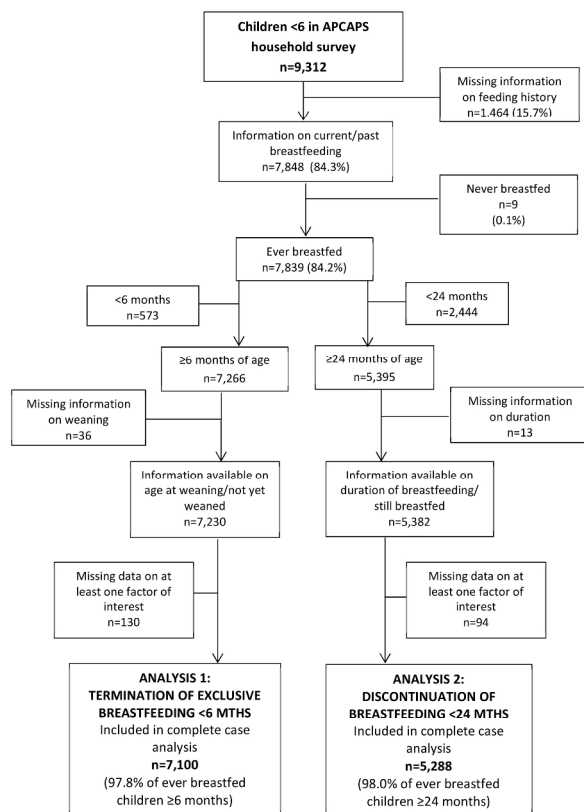 Children <6 in APCAPS
household survey
n=9,312
Missing information
on feeding history
n=1.464 (15.7%)
Information on current/past
breastfeeding
n=7,848 (84.3%)
Never breastfed
n=9
(0.1%)
Ever breastfed
n=7,839 (84.2%)
<6 months
n=573
<24 months
n=2,444
≥6 months of age
n=7,266
≥24 months of age
n=5,395
Missing information
on weaning
n=36
Missing information
on duration
n=13
Information available on
age at weaning/not yet
weaned
n=7,230
Information available on
duration of breastfeeding/
still breastfed
n=5,382
Missing data on at
least one factor of
interest
n=130
Missing data on at
least one factor of
interest
n=94
ANALYSIS 1:
TERMINATION OF EXCLUSIVE
BREASTFEEDING <6 MTHS
Included in complete case
analysis
n=7,100
(97.8% of ever breastfed
children ≥6 months)
ANALYSIS 2:
DISCONTINUATION OF
BREASTFEEDING <24 MTHS
Included in complete case
analysis
n=5,288
(98.0% of ever breastfed
children ≥24 months)